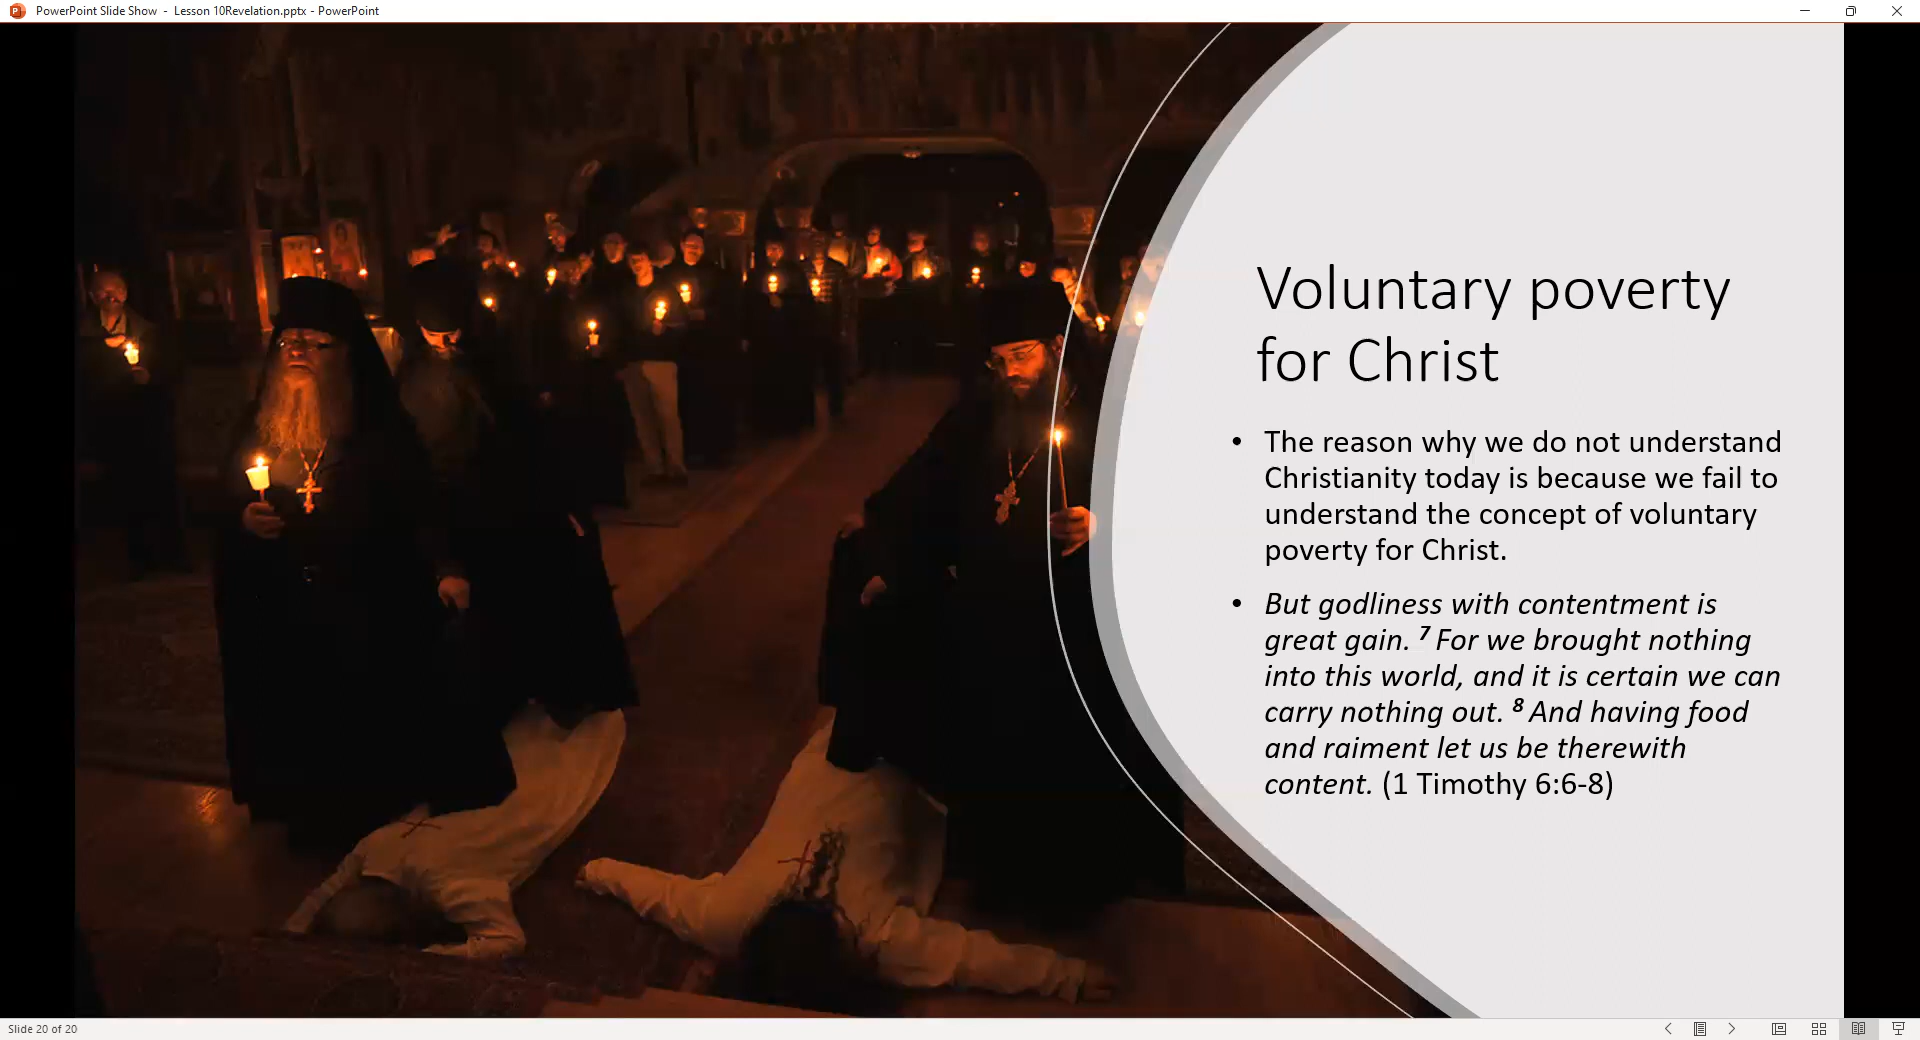 PowerPoint Slide Show - Lesson 10Revelation.pptx - PowerPoint
Voluntary poverty
for Christ
• The reason why we do not understand
Christianity today is because we fail to
understand the concept of voluntary
poverty for Christ.
• But godliness with contentment is
great gain. ⁷ For we brought nothing
into this world, and it is certain we can
carry nothing out. ⁸ And having food
and raiment let us be therewith
content. (1 Timothy 6:6-8)
Slide 20 of 20